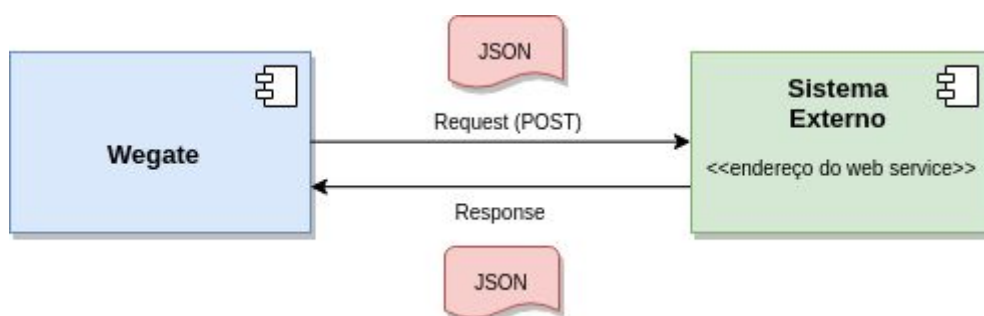 JSON
Wegate
Request (POST)
Response
Sistema
Externo
<<endereço do web service>>
JSON